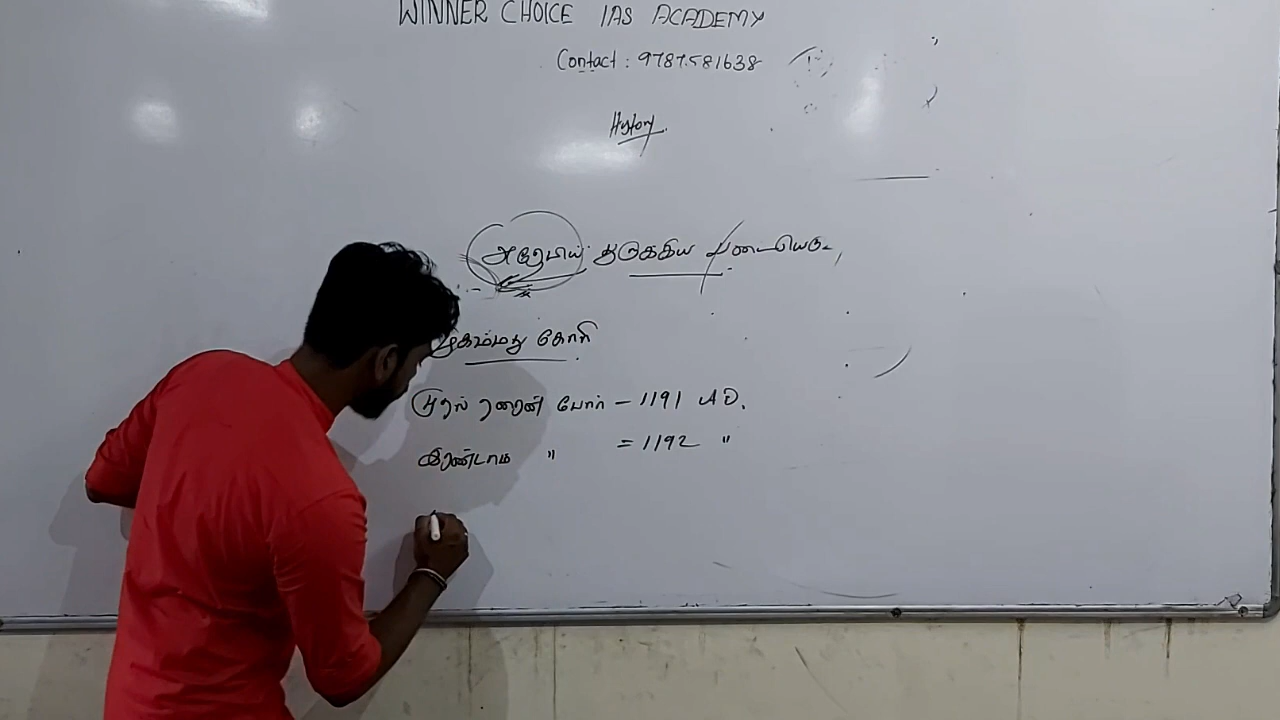 WINNER CHOICE IAS ACADEMY
Contact : 9787581638
History
அரேபிய துருக்கிய படையெடு
முகம்மது கோரி
முதல் தரைன் போர் – 1191 AD.
இரண்டாம் " = 1192 "